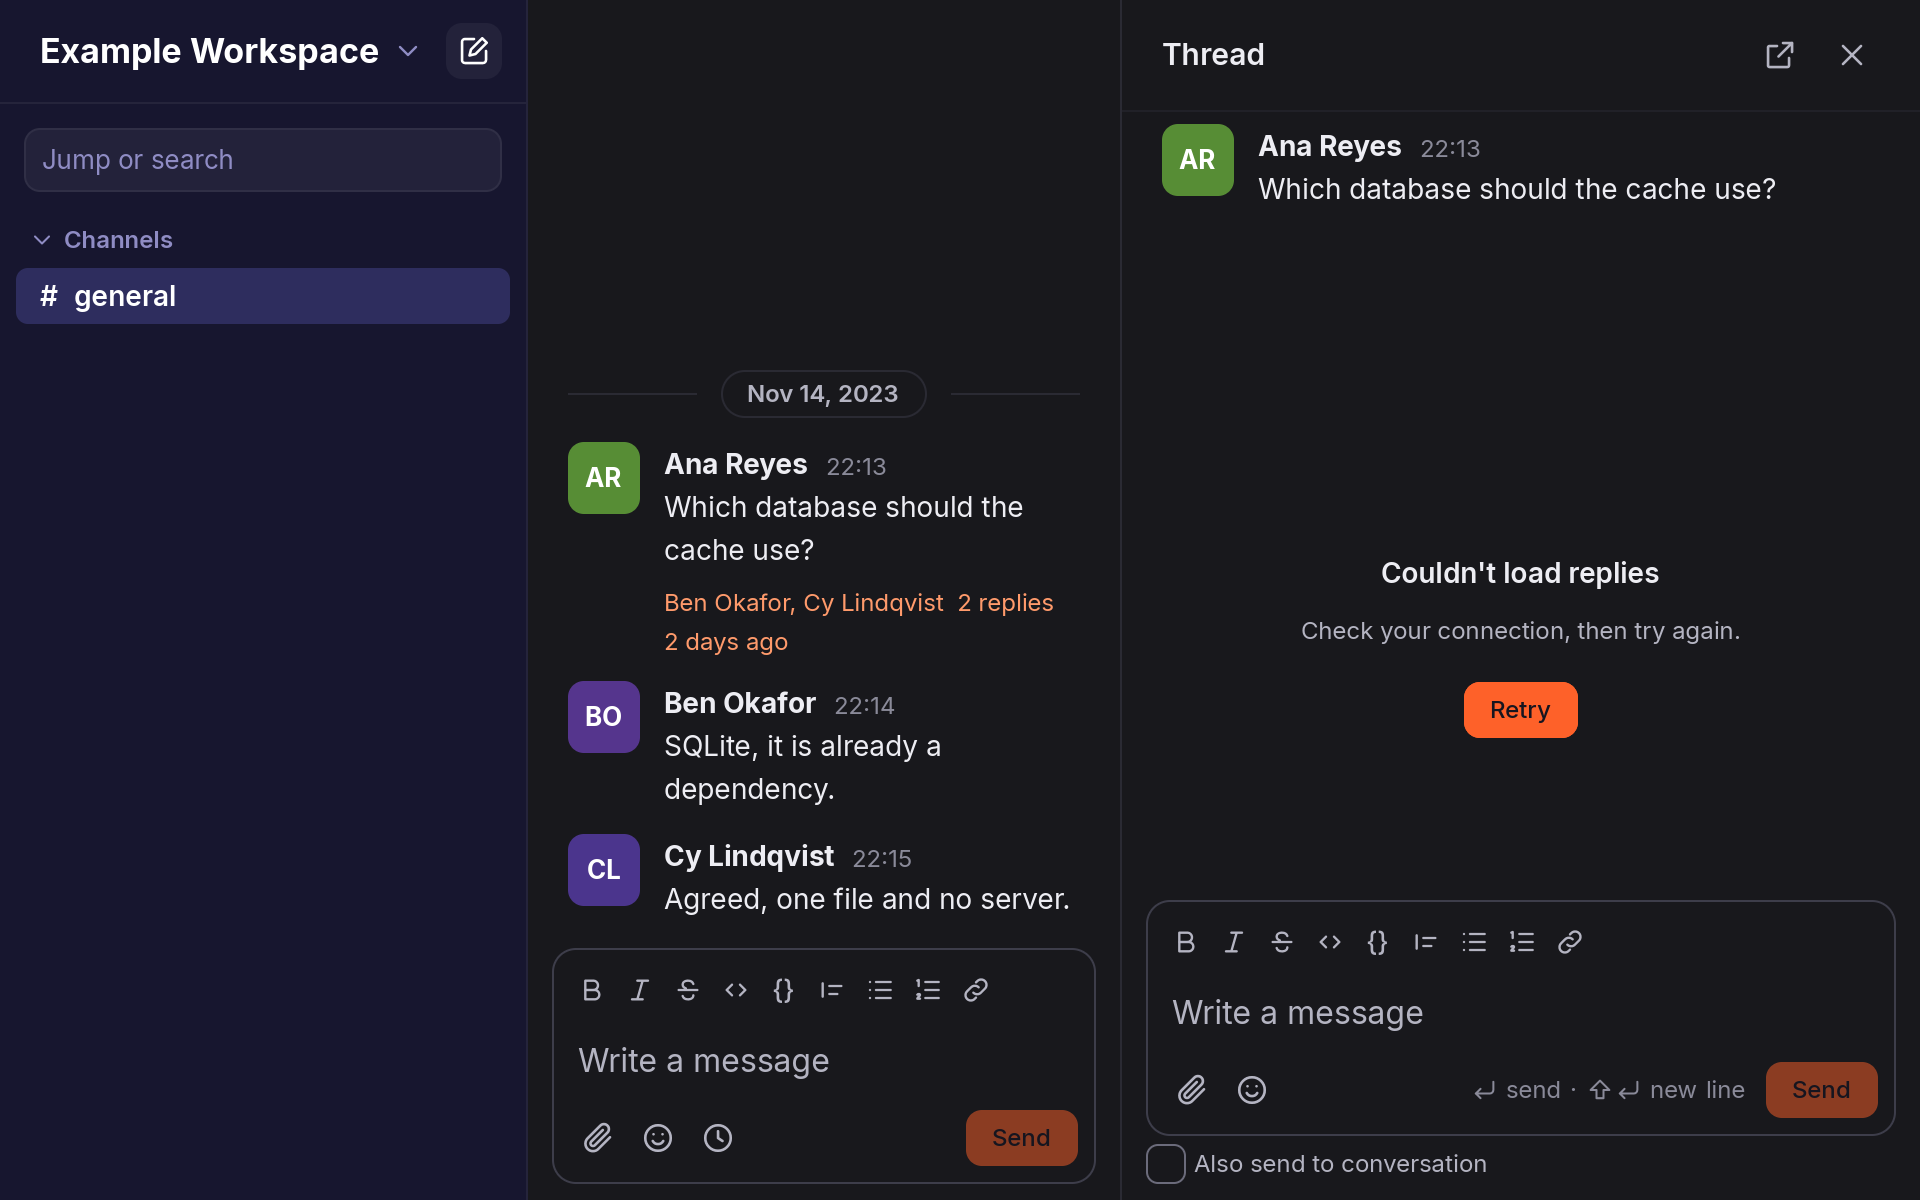 Example Workspace
Jump or search
Channels
# general
Nov 14, 2023
AR
Ana Reyes 22:13
Which database should the
cache use?
Ben Okafor, Cy Lindqvist 2 replies
2 days ago
BO
Ben Okafor 22:14
SQLite, it is already a
dependency.
CL
Cy Lindqvist 22:15
Agreed, one file and no server.
Write a message
Send
Thread
AR
Ana Reyes 22:13
Which database should the cache use?
Couldn't load replies
Check your connection, then try again.
Retry
Write a message
send · new line
Send
Also send to conversation